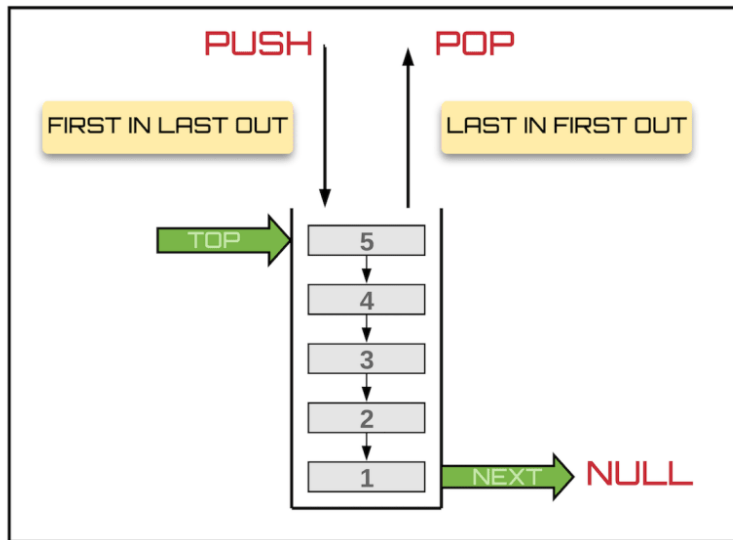 PUSH
POP
FIRST IN LAST OUT
LAST IN FIRST OUT
TOP
5
4
3
2
1
NEXT
NULL